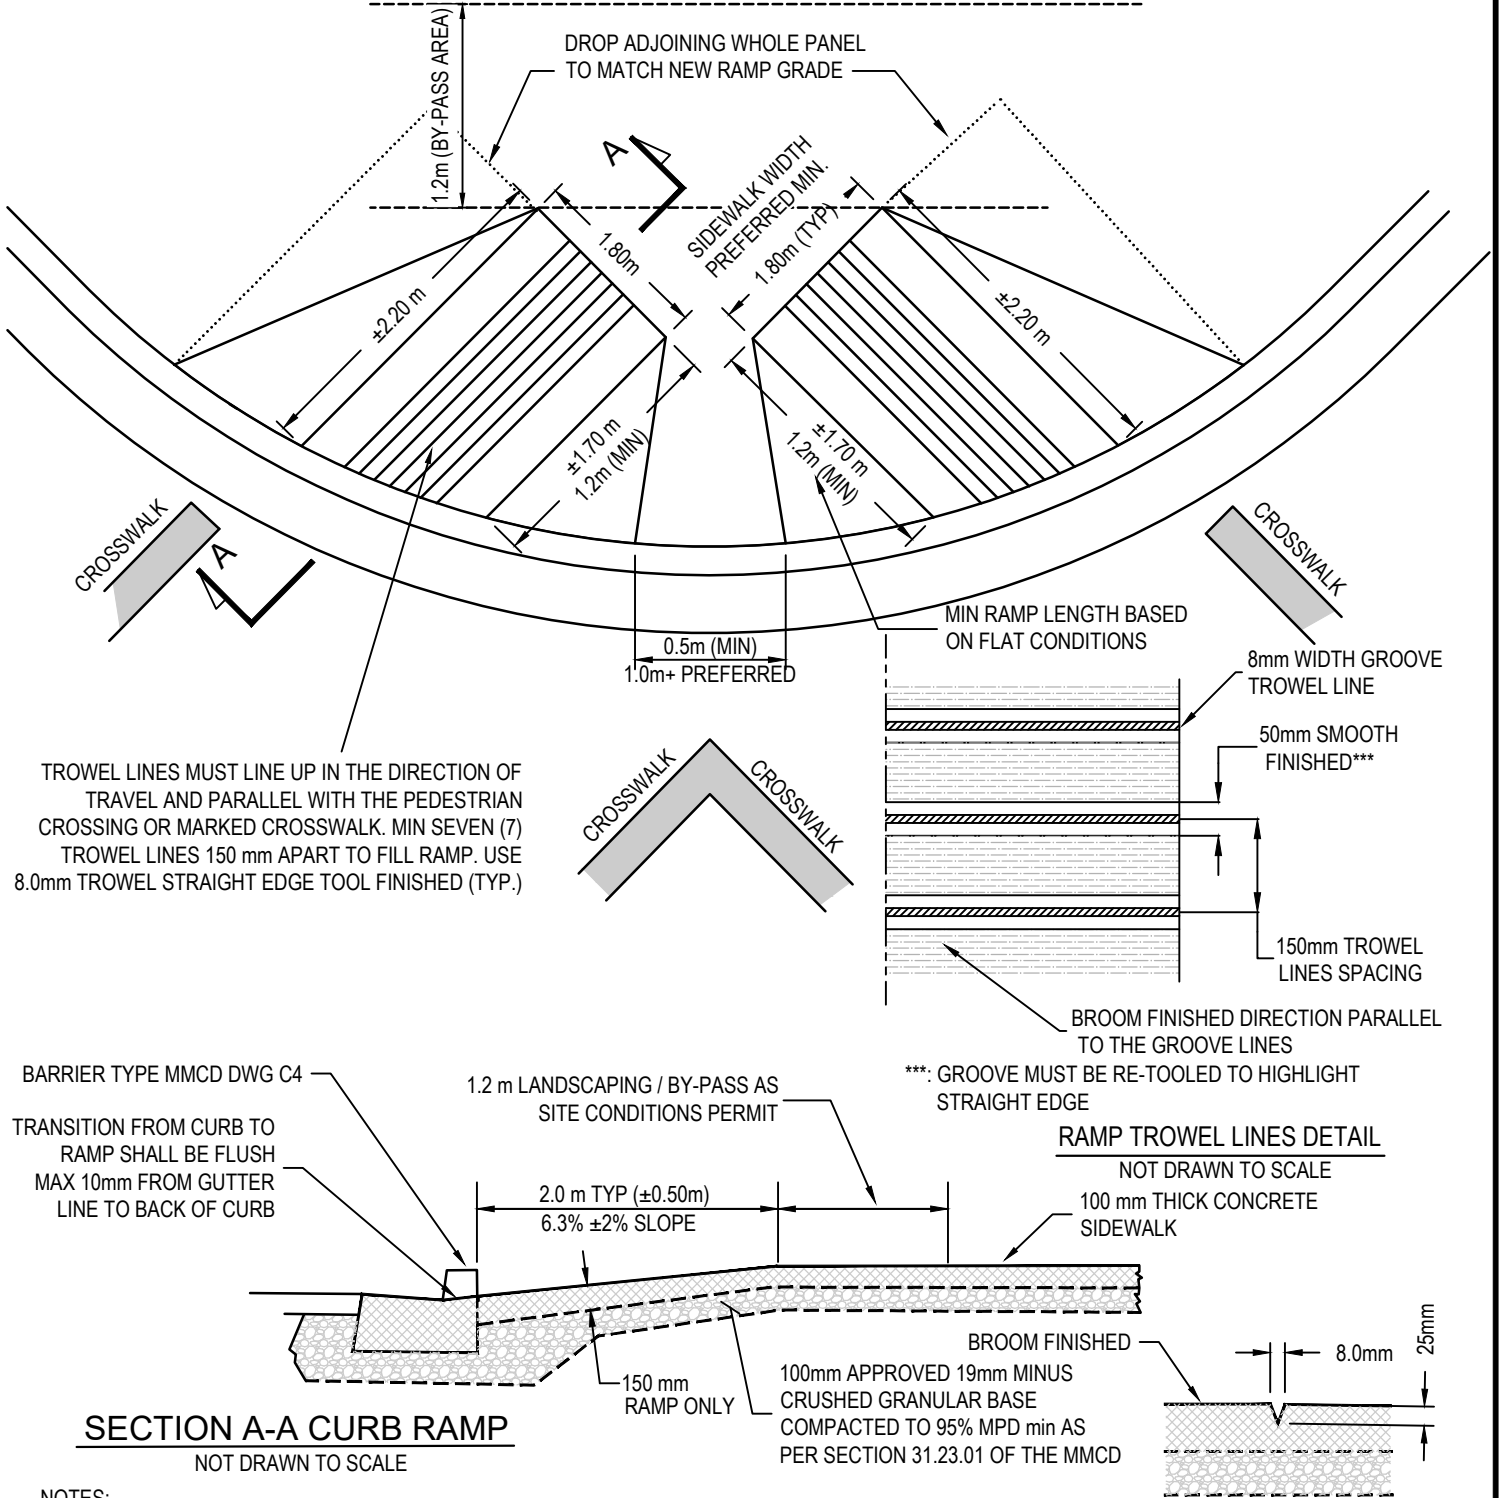 1.2m (BY-PASS AREA)
DROP ADJOINING WHOLE PANEL
TO MATCH NEW RAMP GRADE
A
SIDEWALK WIDTH
PREFERRED MIN.
1.80m (TYP)
1.80m
±2.20 m
±2.20 m
±1.70 m
1.2m (MIN)
±1.70 m
1.2m (MIN)
CROSSWALK
A
CROSSWALK
MIN RAMP LENGTH BASED
ON FLAT CONDITIONS
0.5m (MIN)
1.0m+ PREFERRED
8mm WIDTH GROOVE
TROWEL LINE
50mm SMOOTH
FINISHED***
TROWEL LINES MUST LINE UP IN THE DIRECTION OF
TRAVEL AND PARALLEL WITH THE PEDESTRIAN
CROSSING OR MARKED CROSSWALK. MIN SEVEN (7)
TROWEL LINES 150 mm APART TO FILL RAMP. USE
8.0mm TROWEL STRAIGHT EDGE TOOL FINISHED (TYP.)
CROSSWALK
CROSSWALK
150mm TROWEL
LINES SPACING
BROOM FINISHED DIRECTION PARALLEL
TO THE GROOVE LINES
***: GROOVE MUST BE RE-TOOLED TO HIGHLIGHT
STRAIGHT EDGE
RAMP TROWEL LINES DETAIL
NOT DRAWN TO SCALE
BARRIER TYPE MMCD DWG C4
TRANSITION FROM CURB TO
RAMP SHALL BE FLUSH
MAX 10mm FROM GUTTER
LINE TO BACK OF CURB
1.2 m LANDSCAPING / BY-PASS AS
SITE CONDITIONS PERMIT
2.0 m TYP (±0.50m)
6.3% ±2% SLOPE
100 mm THICK CONCRETE
SIDEWALK
150 mm
RAMP ONLY
100mm APPROVED 19mm MINUS
CRUSHED GRANULAR BASE
COMPACTED TO 95% MPD min AS
PER SECTION 31.23.01 OF THE MMCD
BROOM FINISHED
8.0mm
25mm
SECTION A-A CURB RAMP
NOT DRAWN TO SCALE
NOTES: